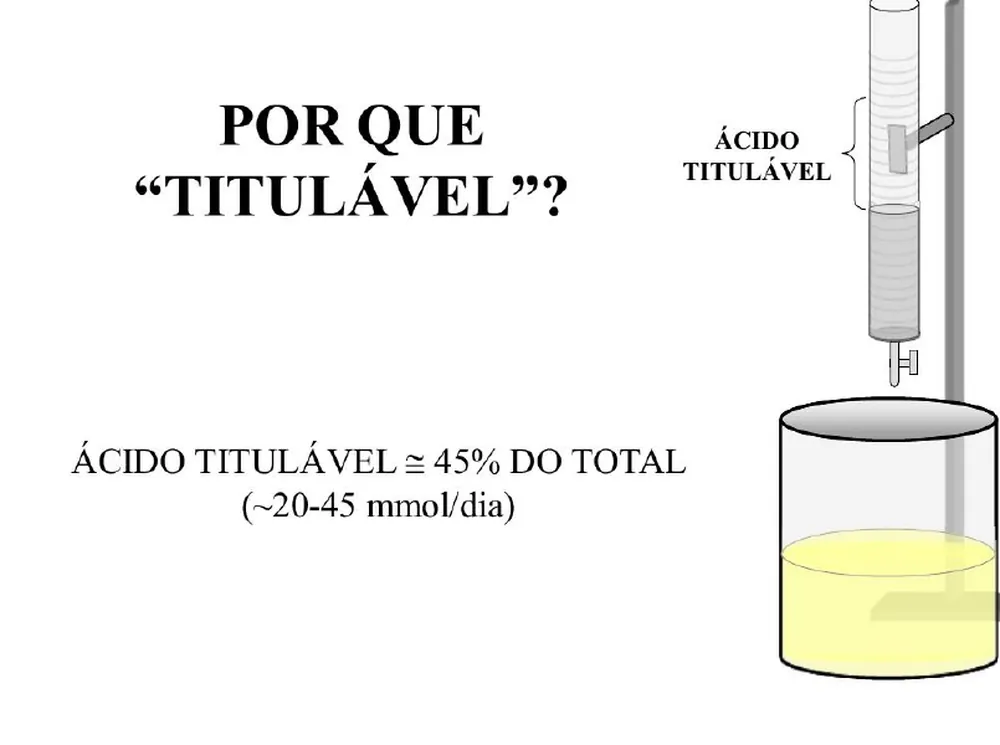 POR QUE
“TITULÁVEL”?
ÁCIDO
TITULÁVEL
ÁCIDO TITULÁVEL ≅ 45% DO TOTAL
(~20-45 mmol/dia)